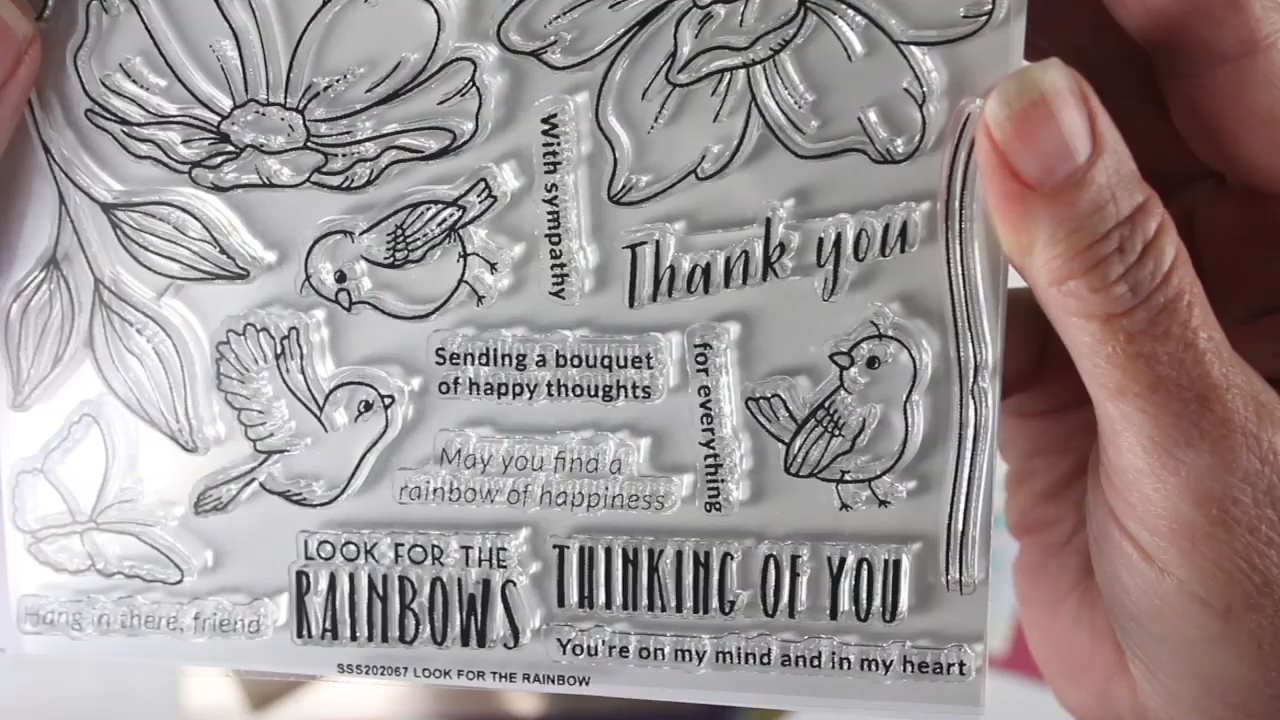 With sympathy
Thank you
Sending a bouquet
of happy thoughts
for everything
May you find a
rainbow of happiness
LOOK FOR THE
RAINBOWS
THINKING OF YOU
Hang in there, friend
You're on my mind and in my heart
SSS202067 LOOK FOR THE RAINBOW